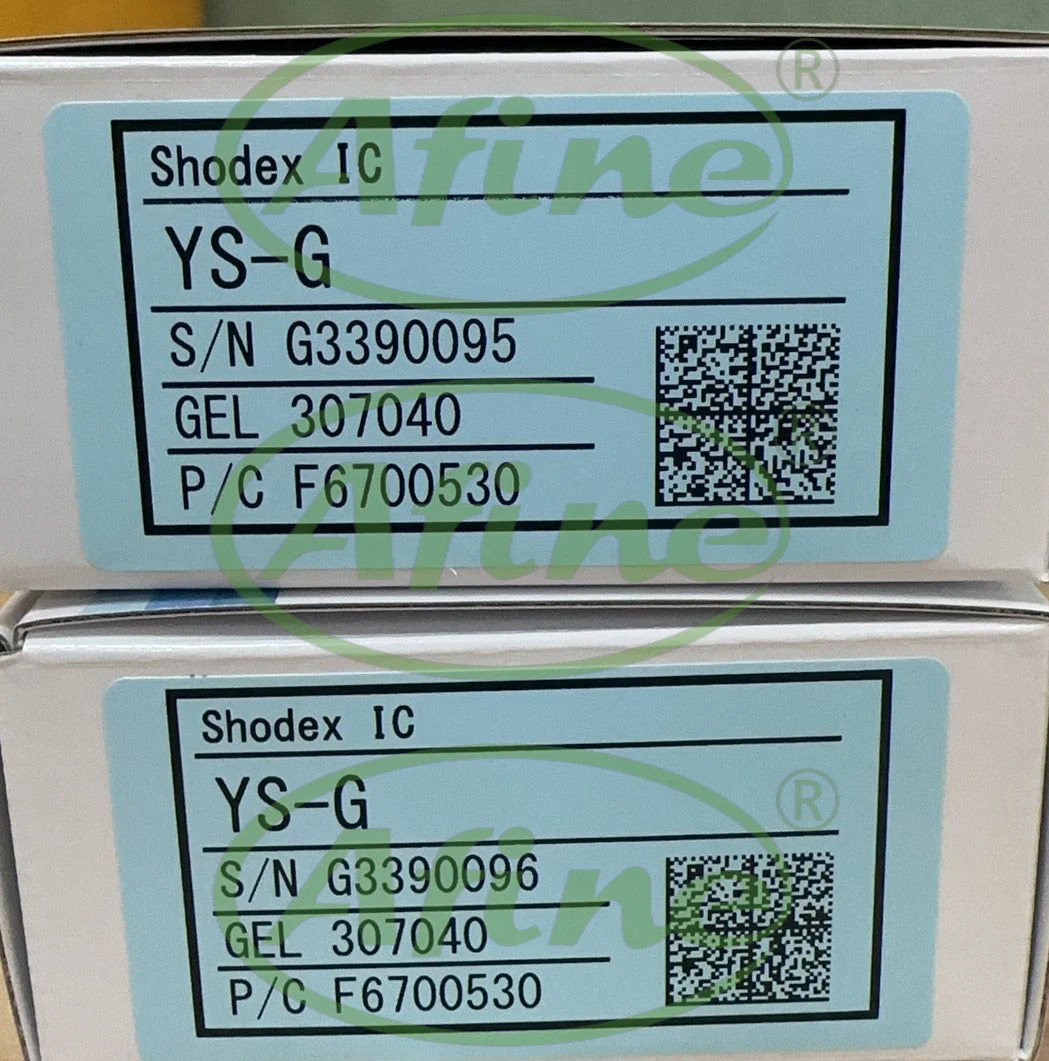 Afine®
Shodex IC
YS-G
S/N G3390095
GEL 307040
P/C F6700530
Afine®
Shodex IC
YS-G
S/N G3390096
GEL 307040
P/C F6700530
Afine®